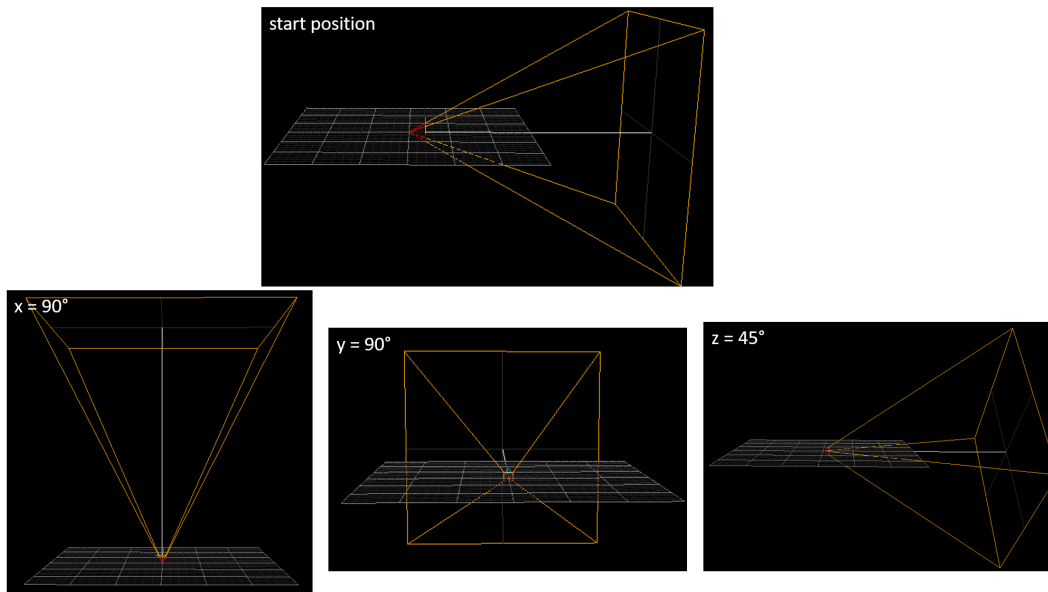 start position
x = 90°
y = 90°
z = 45°